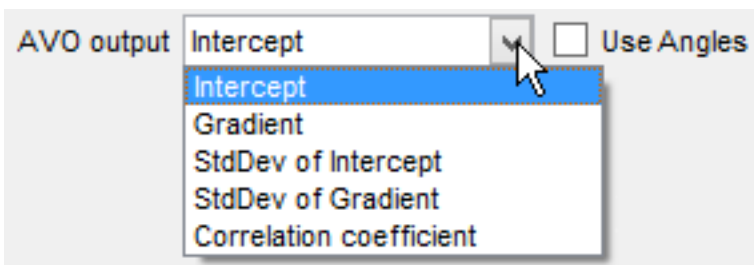 AVO output Intercept Use Angles
Intercept
Gradient
StdDev of Intercept
StdDev of Gradient
Correlation coefficient